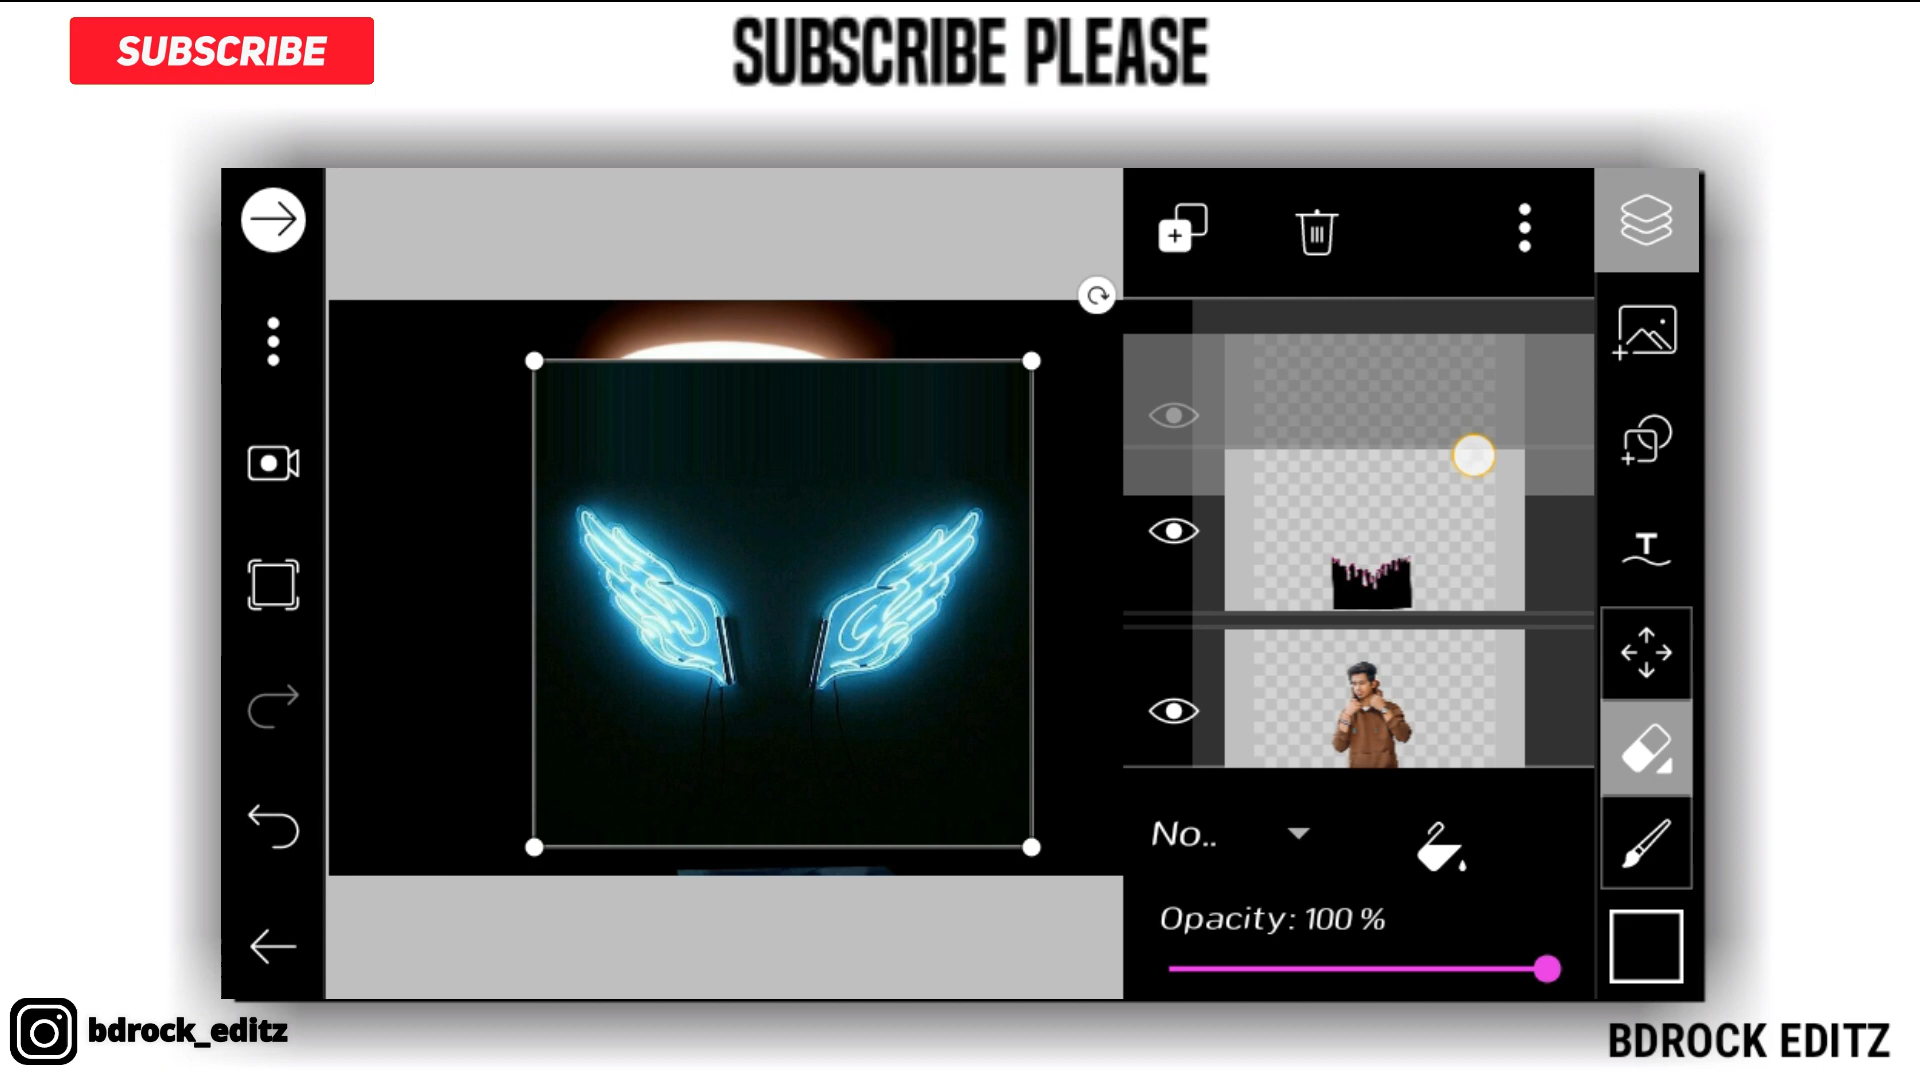 SUBSCRIBE
SUBSCRIBE PLEASE
T
No..
Opacity: 100 %
bdrock_editz
BDROCK EDITZ